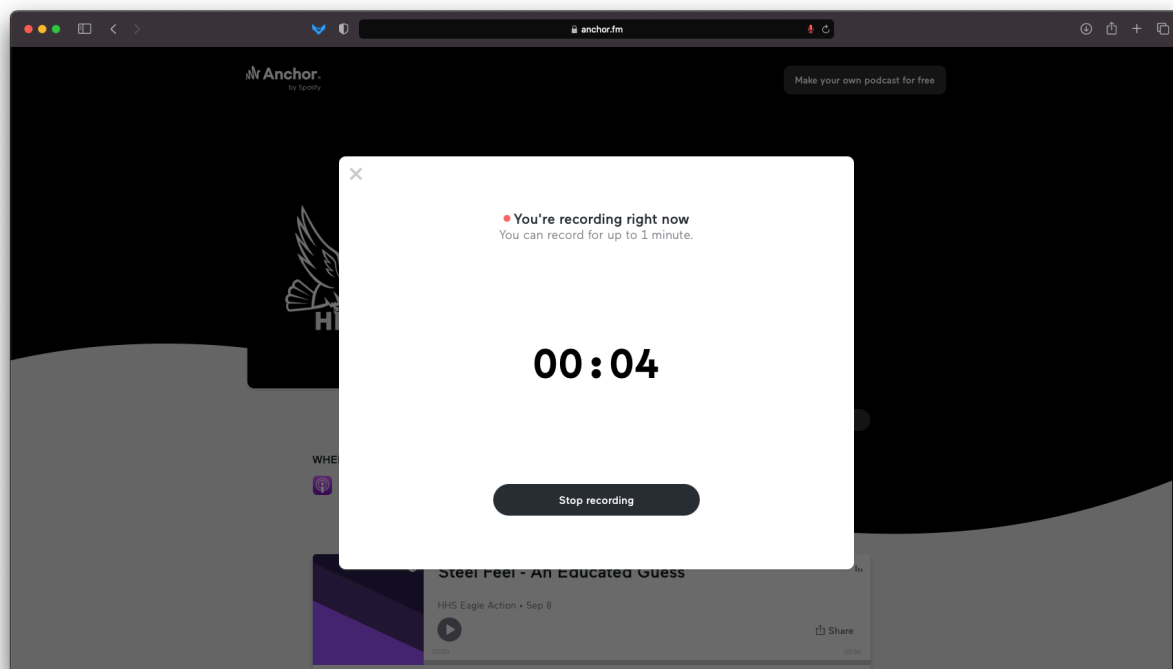 anchor.fm
Anchor
by Spotify
Make your own podcast for free
You're recording right now
You can record for up to 1 minute.
00:04
Stop recording
Steel Feel - An Educated Guess
HHS Eagle Action • Sep 8
Share
00:00